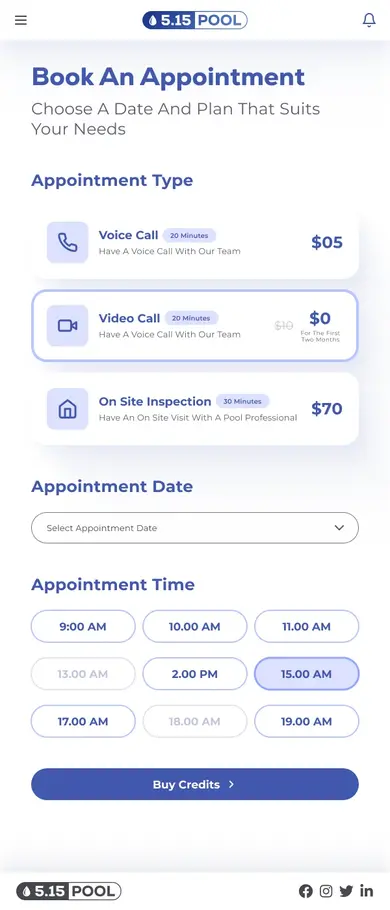 5.15 POOL
Book An Appointment
Choose A Date And Plan That Suits
Your Needs
Appointment Type
Voice Call 20 Minutes
Have A Voice Call With Our Team
$05
Video Call 20 Minutes
Have A Voice Call With Our Team
$10 $0
For The First
Two Months
On Site Inspection 30 Minutes
Have An On Site Visit With A Pool Professional
$70
Appointment Date
Select Appointment Date
Appointment Time
9:00 AM 10.00 AM 11.00 AM
13.00 AM 2.00 PM 15.00 AM
17.00 AM 18.00 AM 19.00 AM
Buy Credits
5.15 POOL